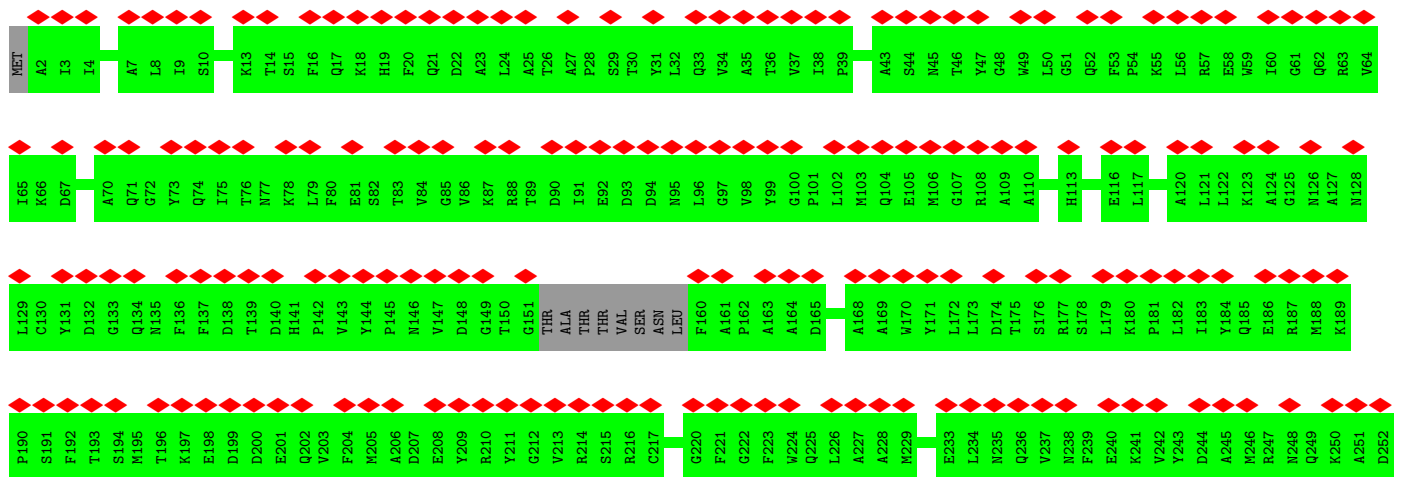 MET A2 I3 I4 A7 L8 I9 S10 K13 T14 S15 F16 Q17 K18 H19 F20 Q21 D22 A23 L24 A25 T26 A27 P28 S29 T30 Y31 L32 Q33 V34 A35 T36 V37 I38 P39 A43 S44 N45 T46 Y47 G48 W49 L50 G51 Q52 F53 P54 K55 L56 R57 E58 W59 I60 G61 Q62 R63 V64
I65 K66 D67 A70 Q71 G72 Y73 Q74 I75 T76 N77 K78 L79 F80 E81 S82 T83 V84 G85 V86 K87 R88 T89 D90 I91 E92 D93 D94 N95 L96 G97 V98 Y99 G100 P101 L102 M103 Q104 E105 M106 G107 R108 A109 A110 H113 E116 L117 A120 L121 L122 K123 A124 G125 N126 A127 N128
L129 C130 Y131 D132 G133 Q134 N135 F136 F137 D138 T139 D140 H141 P142 V143 Y144 P145 N146 V147 D148 G149 T150 G151 THR ALA THR THR VAL SER ASN LEU F160 A161 P162 A163 A164 D165 A168 A169 W170 Y171 L172 L173 D174 T175 S176 R177 S178 L179 K180 P181 L182 I183 Y184 Q185 E186 R187 M188 K189
P190 S191 F192 T193 S194 M195 T196 K197 E198 D199 D200 E201 Q202 V203 F204 M205 A206 D207 E208 Y209 R210 Y211 G212 V213 R214 S215 R216 C217 G220 F221 G222 F223 W224 Q225 L226 A227 A228 M229 E233 L234 N235 Q236 V237 N238 F239 E240 K241 V242 Y243 D244 A245 M246 R247 N248 Q249 K250 A251 D252